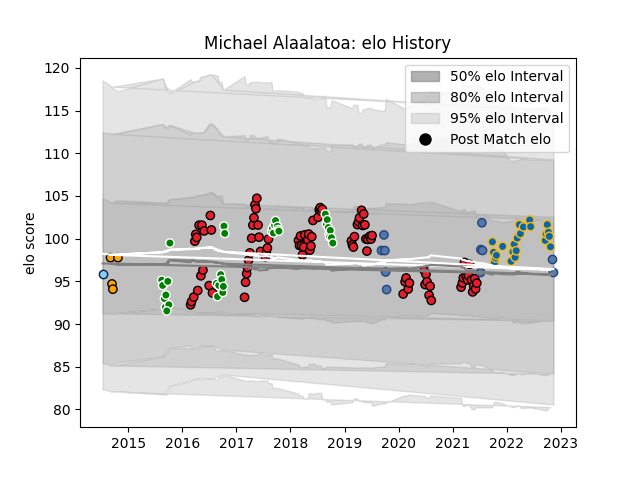 Michael Alaalatoa: elo History
120
115
110
105
100
95
90
85
80
elo score
50% elo Interval
80% elo Interval
95% elo Interval
Post Match elo
2015 2016 2017 2018 2019 2020 2021 2022 2023